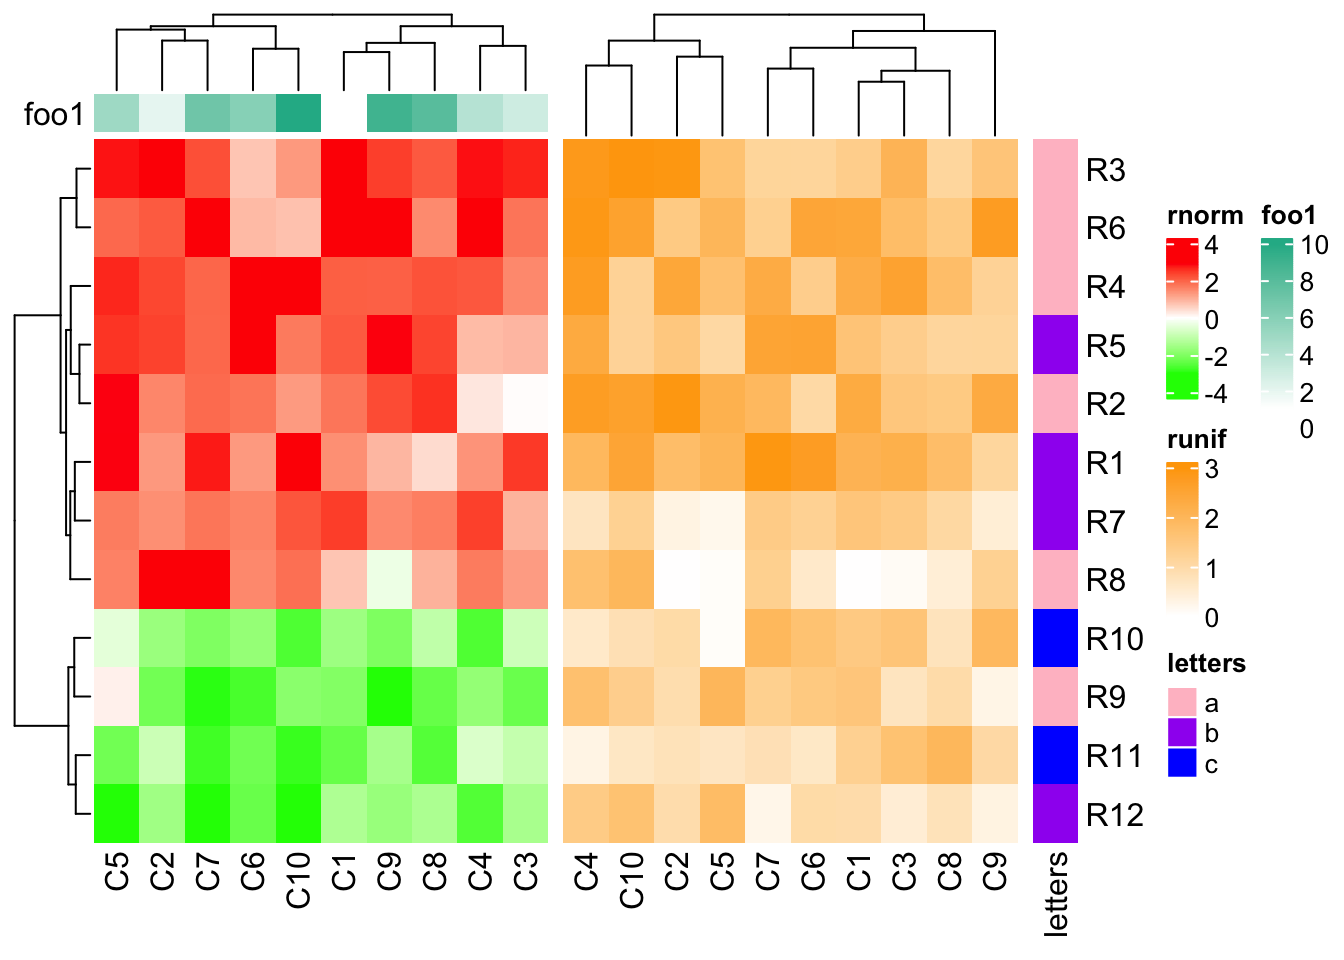 foo1
R3
R6
R4
R5
R2
R1
R7
R8
R10
R9
R11
R12
C5 C2 C7 C6 C10 C1 C9 C8 C4 C3 C4 C10 C2 C5 C7 C6 C1 C3 C8 C9 letters
rnorm
4
2
0
-2
-4
foo1
10
8
6
4
2
0
runif
3
2
1
0
letters
a
b
c